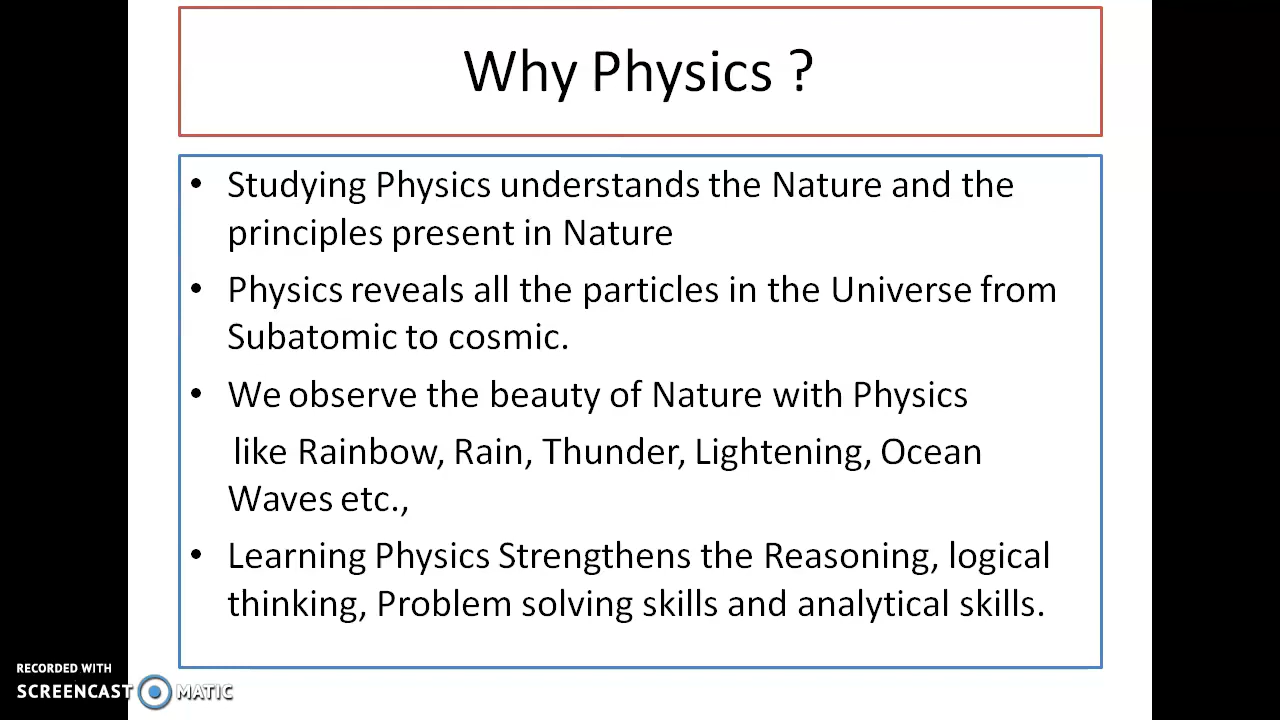 Why Physics ?
• Studying Physics understands the Nature and the
principles present in Nature
• Physics reveals all the particles in the Universe from
Subatomic to cosmic.
• We observe the beauty of Nature with Physics
like Rainbow, Rain, Thunder, Lightening, Ocean
Waves etc.,
• Learning Physics Strengthens the Reasoning, logical
thinking, Problem solving skills and analytical skills.
RECORDED WITH
SCREENCAST MATIC